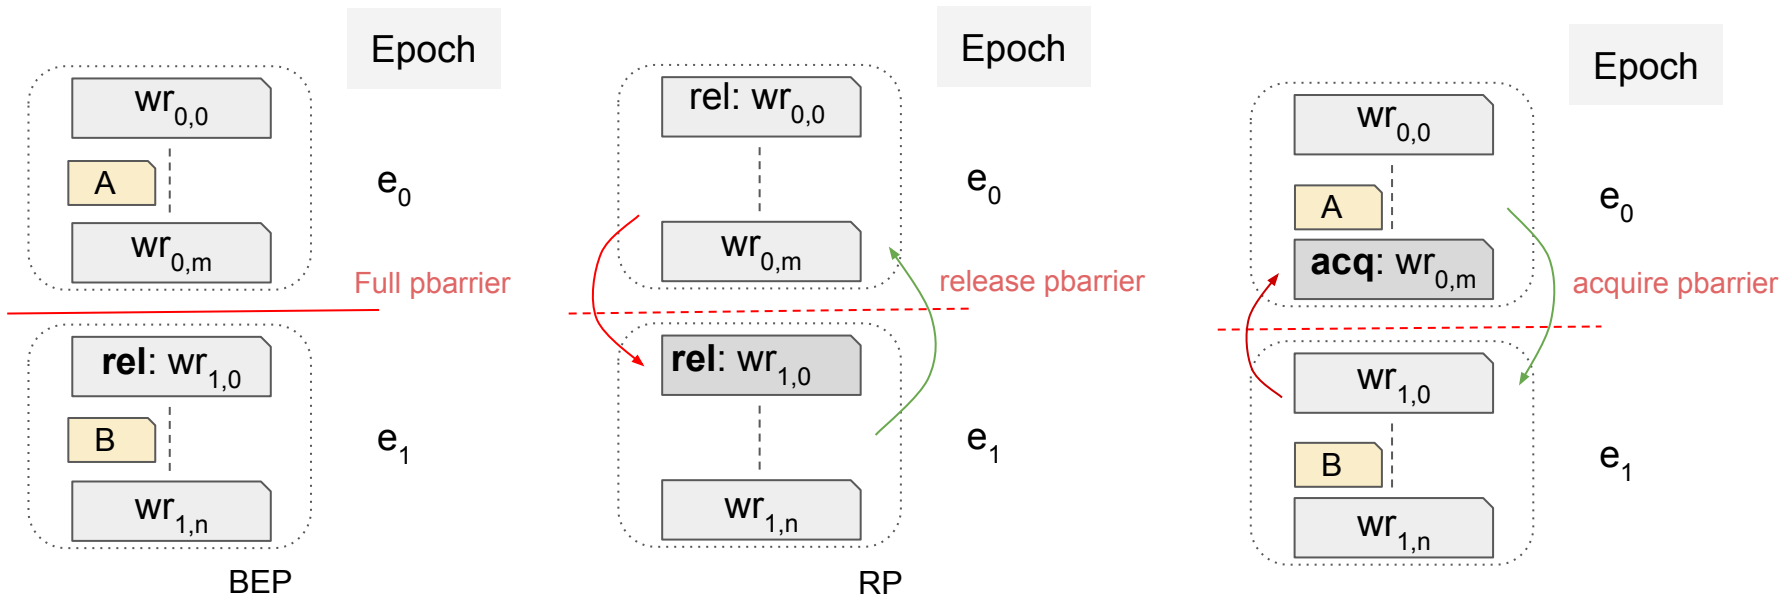 Epoch
wr0,0
A
e0
wr0,m
Full pbarrier
rel: wr1,0
B
e1
wr1,n
BEP
Epoch
rel: wr0,0
e0
wr0,m
release pbarrier
rel: wr1,0
e1
wr1,n
RP
Epoch
wr0,0
A
e0
acq: wr0,m
acquire pbarrier
wr1,0
B
e1
wr1,n